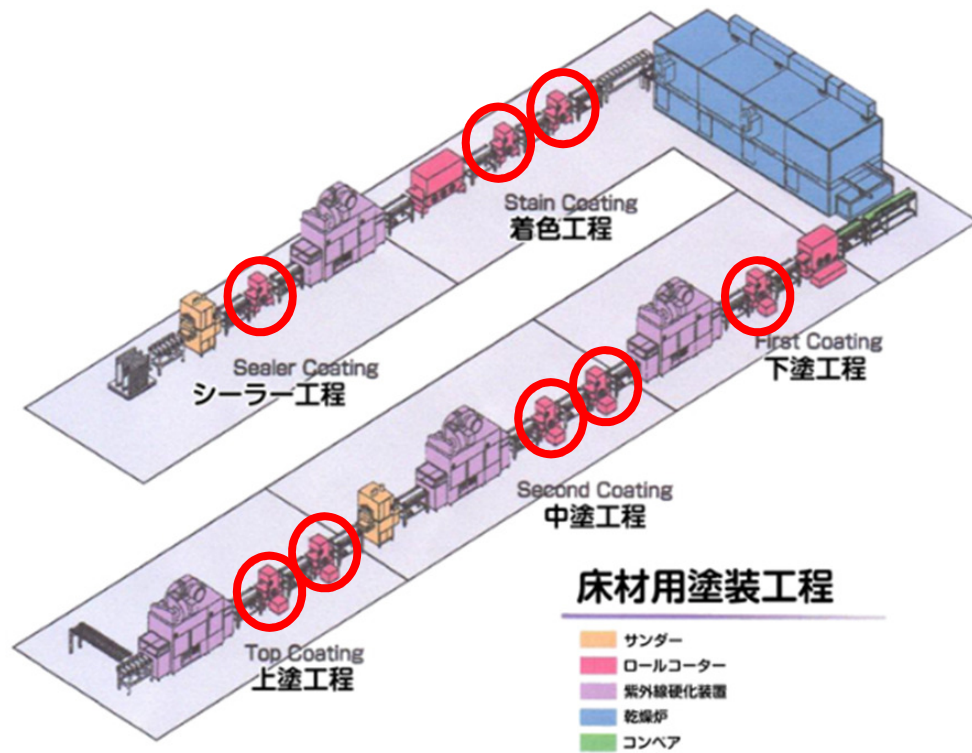 Stain Coating
着色工程
Sealer Coating
シーラー工程
First Coating
下塗工程
Second Coating
中塗工程
Top Coating
上塗工程
床材用塗装工程
サンダー
ロールコーター
紫外線硬化装置
乾燥炉
コンベア